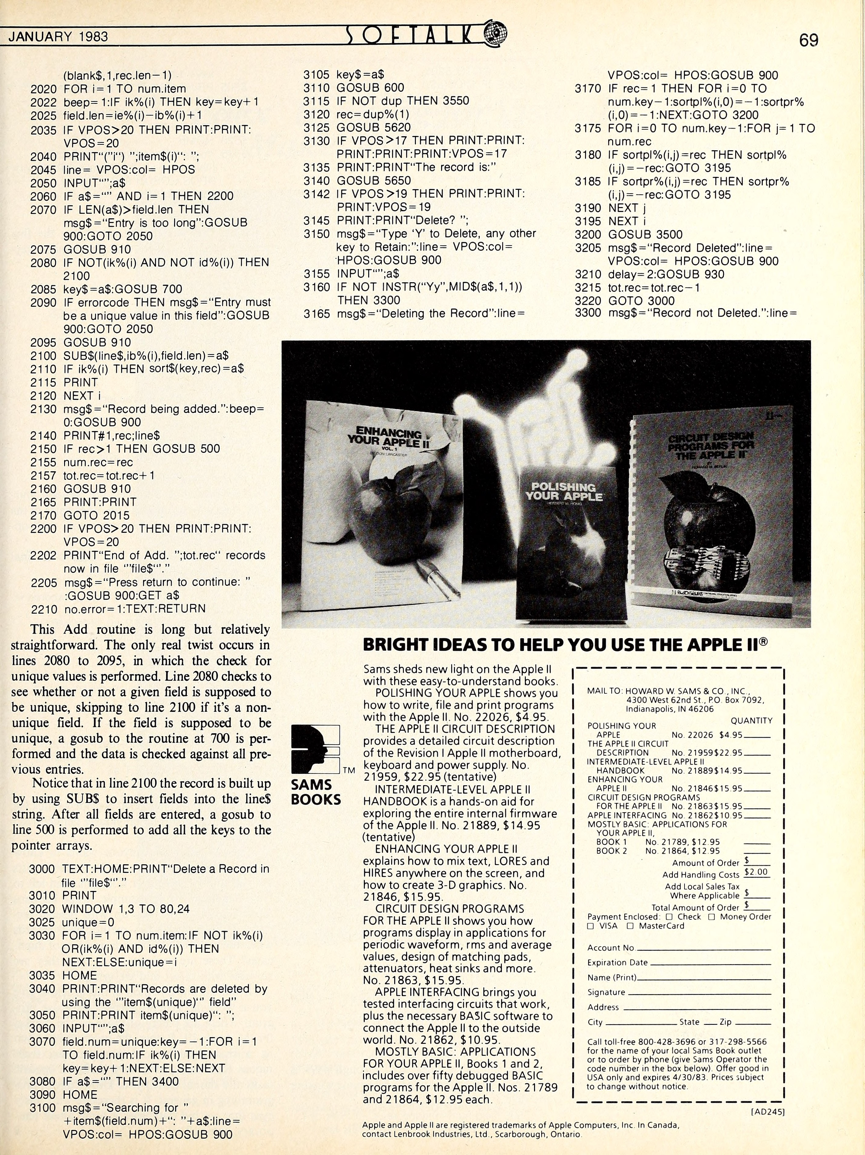 JANUARY 1983
SOFTALK
69
(blank$,1,rec.len-1)
2020 FOR i=1 TO num.item
2022 beep=1:IF ik%(i) THEN key=key+1
2025 field.len=ie%(i)-ib%(i)+1
2035 IF VPOS>20 THEN PRINT:PRINT:
VPOS=20
2040 PRINT"("i") ";item$(i)": ";
2045 line= VPOS:col= HPOS
2050 INPUT"";a$
2060 IF a$="" AND i=1 THEN 2200
2070 IF LEN(a$)>field.len THEN
msg$="Entry is too long":GOSUB
900:GOTO 2050
2075 GOSUB 910
2080 IF NOT(ik%(i) AND NOT id%(i)) THEN
2100
2085 key$=a$:GOSUB 700
2090 IF errorcode THEN msg$="Entry must
be a unique value in this field":GOSUB
900:GOTO 2050
2095 GOSUB 910
2100 SUB$(line$,ib%(i),field.len)=a$
2110 IF ik%(i) THEN sort$(key,rec)=a$
2115 PRINT
2120 NEXT i
2130 msg$="Record being added.":beep=
0:GOSUB 900
2140 PRINT#1,rec;line$
2150 IF rec>1 THEN GOSUB 500
2155 num.rec=rec
2157 tot.rec=tot.rec+1
2160 GOSUB 910
2165 PRINT:PRINT
2170 GOTO 2015
2200 IF VPOS>20 THEN PRINT:PRINT:
VPOS=20
2202 PRINT"End of Add. ";tot.rec" records
now in file '"file$"'."
2205 msg$="Press return to continue: "
:GOSUB 900:GET a$
2210 no.error=1:TEXT:RETURN
This Add routine is long but relatively
straightforward. The only real twist occurs in
lines 2080 to 2095, in which the check for
unique values is performed. Line 2080 checks to
see whether or not a given field is supposed to
be unique, skipping to line 2100 if it's a non-
unique field. If the field is supposed to be
unique, a gosub to the routine at 700 is per-
formed and the data is checked against all pre-
vious entries.
Notice that in line 2100 the record is built up
by using SUB$ to insert fields into the line$
string. After all fields are entered, a gosub to
line 500 is performed to add all the keys to the
pointer arrays.
3000 TEXT:HOME:PRINT"Delete a Record in
file '"file$"'."
3010 PRINT
3020 WINDOW 1,3 TO 80,24
3025 unique=0
3030 FOR i=1 TO num.item:IF NOT ik%(i)
OR(ik%(i) AND id%(i)) THEN
NEXT:ELSE:unique=i
3035 HOME
3040 PRINT:PRINT"Records are deleted by
using the '"item$(unique)"' field"
3050 PRINT:PRINT item$(unique)": ";
3060 INPUT"";a$
3070 field.num=unique:key=-1:FOR i=1
TO field.num:IF ik%(i) THEN
key=key+1:NEXT:ELSE:NEXT
3080 IF a$="" THEN 3400
3090 HOME
3100 msg$="Searching for "
+item$(field.num)+": "+a$:line=
VPOS:col= HPOS:GOSUB 900
3105 key$=a$
3110 GOSUB 600
3115 IF NOT dup THEN 3550
3120 rec=dup%(1)
3125 GOSUB 5620
3130 IF VPOS>17 THEN PRINT:PRINT:
PRINT:PRINT:PRINT:VPOS=17
3135 PRINT:PRINT"The record is:"
3140 GOSUB 5650
3142 IF VPOS>19 THEN PRINT:PRINT:
PRINT:VPOS=19
3145 PRINT:PRINT"Delete? ";
3150 msg$="Type 'Y' to Delete, any other
key to Retain:":line= VPOS:col=
HPOS:GOSUB 900
3155 INPUT"";a$
3160 IF NOT INSTR("Yy",MID$(a$,1,1))
THEN 3300
3165 msg$="Deleting the Record":line=
VPOS:col= HPOS:GOSUB 900
3170 IF rec=1 THEN FOR i=0 TO
num.key-1:sortpl%(i,0)=-1:sortpr%
(i,0)=-1:NEXT:GOTO 3200
3175 FOR i=0 TO num.key-1:FOR j=1 TO
num.rec
3180 IF sortpl%(i,j)=rec THEN sortpl%
(i,j)=-rec:GOTO 3195
3185 IF sortpr%(i,j)=rec THEN sortpr%
(i,j)=-rec:GOTO 3195
3190 NEXT j
3195 NEXT i
3200 GOSUB 3500
3205 msg$="Record Deleted":line=
VPOS:col= HPOS:GOSUB 900
3210 delay=2:GOSUB 930
3215 tot.rec=tot.rec-1
3220 GOTO 3000
3300 msg$="Record not Deleted.":line=
ENHANCING
YOUR APPLE II
VOL. 1
POLISHING
YOUR APPLE
CIRCUIT DESIGN
PROGRAMS FOR
THE APPLE II
BRIGHT IDEAS TO HELP YOU USE THE APPLE II®
SAMS
BOOKS
TM
Sams sheds new light on the Apple II
with these easy-to-understand books.
POLISHING YOUR APPLE shows you
how to write, file and print programs
with the Apple II. No. 22026, $4.95.
THE APPLE II CIRCUIT DESCRIPTION
provides a detailed circuit description
of the Revision I Apple II motherboard,
keyboard and power supply. No.
21959, $22.95 (tentative)
INTERMEDIATE-LEVEL APPLE II
HANDBOOK is a hands-on aid for
exploring the entire internal firmware
of the Apple II. No. 21889, $14.95
(tentative)
ENHANCING YOUR APPLE II
explains how to mix text, LORES and
HIRES anywhere on the screen, and
how to create 3-D graphics. No.
21846, $15.95.
CIRCUIT DESIGN PROGRAMS
FOR THE APPLE II shows you how
programs display in applications for
periodic waveform, rms and average
values, design of matching pads,
attenuators, heat sinks and more.
No. 21863, $15.95.
APPLE INTERFACING brings you
tested interfacing circuits that work,
plus the necessary BASIC software to
connect the Apple II to the outside
world. No. 21862, $10.95.
MOSTLY BASIC: APPLICATIONS
FOR YOUR APPLE II, Books 1 and 2,
includes over fifty debugged BASIC
programs for the Apple II. Nos. 21789
and 21864, $12.95 each.
MAIL TO: HOWARD W. SAMS & CO., INC.,
4300 West 62nd St., P.O. Box 7092,
Indianapolis, IN 46206
QUANTITY
POLISHING YOUR
APPLE No. 22026 $4.95
THE APPLE II CIRCUIT
DESCRIPTION No. 21959 $22.95
INTERMEDIATE-LEVEL APPLE II
HANDBOOK No. 21889 $14.95
ENHANCING YOUR
APPLE II No. 21846 $15.95
CIRCUIT DESIGN PROGRAMS
FOR THE APPLE II No. 21863 $15.95
APPLE INTERFACING No. 21862 $10.95
MOSTLY BASIC: APPLICATIONS FOR
YOUR APPLE II,
BOOK 1 No. 21789, $12.95
BOOK 2 No. 21864, $12.95
Amount of Order $
Add Handling Costs $2.00
Add Local Sales Tax
Where Applicable $
Total Amount of Order $
Payment Enclosed: □ Check □ Money Order
□ VISA □ MasterCard
Account No
Expiration Date
Name (Print)
Signature
Address
City State Zip
Call toll-free 800-428-3696 or 317-298-5566
for the name of your local Sams Book outlet
or to order by phone (give Sams Operator the
code number in the box below). Offer good in
USA only and expires 4/30/83. Prices subject
to change without notice.
[AD245]
Apple and Apple II are registered trademarks of Apple Computers, Inc. In Canada,
contact Lenbrook Industries, Ltd., Scarborough, Ontario.